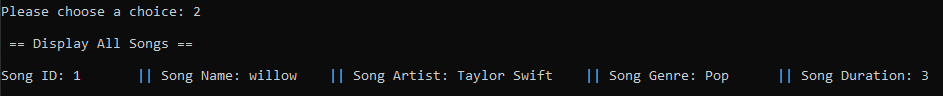 Please choose a choice: 2
== Display All Songs ==
Song ID: 1 || Song Name: willow || Song Artist: Taylor Swift || Song Genre: Pop || Song Duration: 3